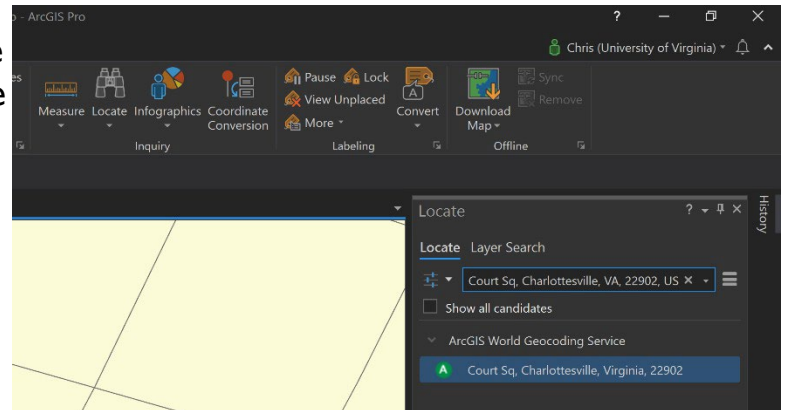 o - ArcGIS Pro
?
Chris (University of Virginia)
e
e
es
Measure Locate Infographics Coordinate Conversion
Pause Lock
View Unplaced
More
Convert
Download Map
Sync
Remove
Inquiry
Labeling
Offline
Locate
?
History
Locate Layer Search
Court Sq, Charlottesville, VA, 22902, US
Show all candidates
ArcGIS World Geocoding Service
A Court Sq, Charlottesville, Virginia, 22902